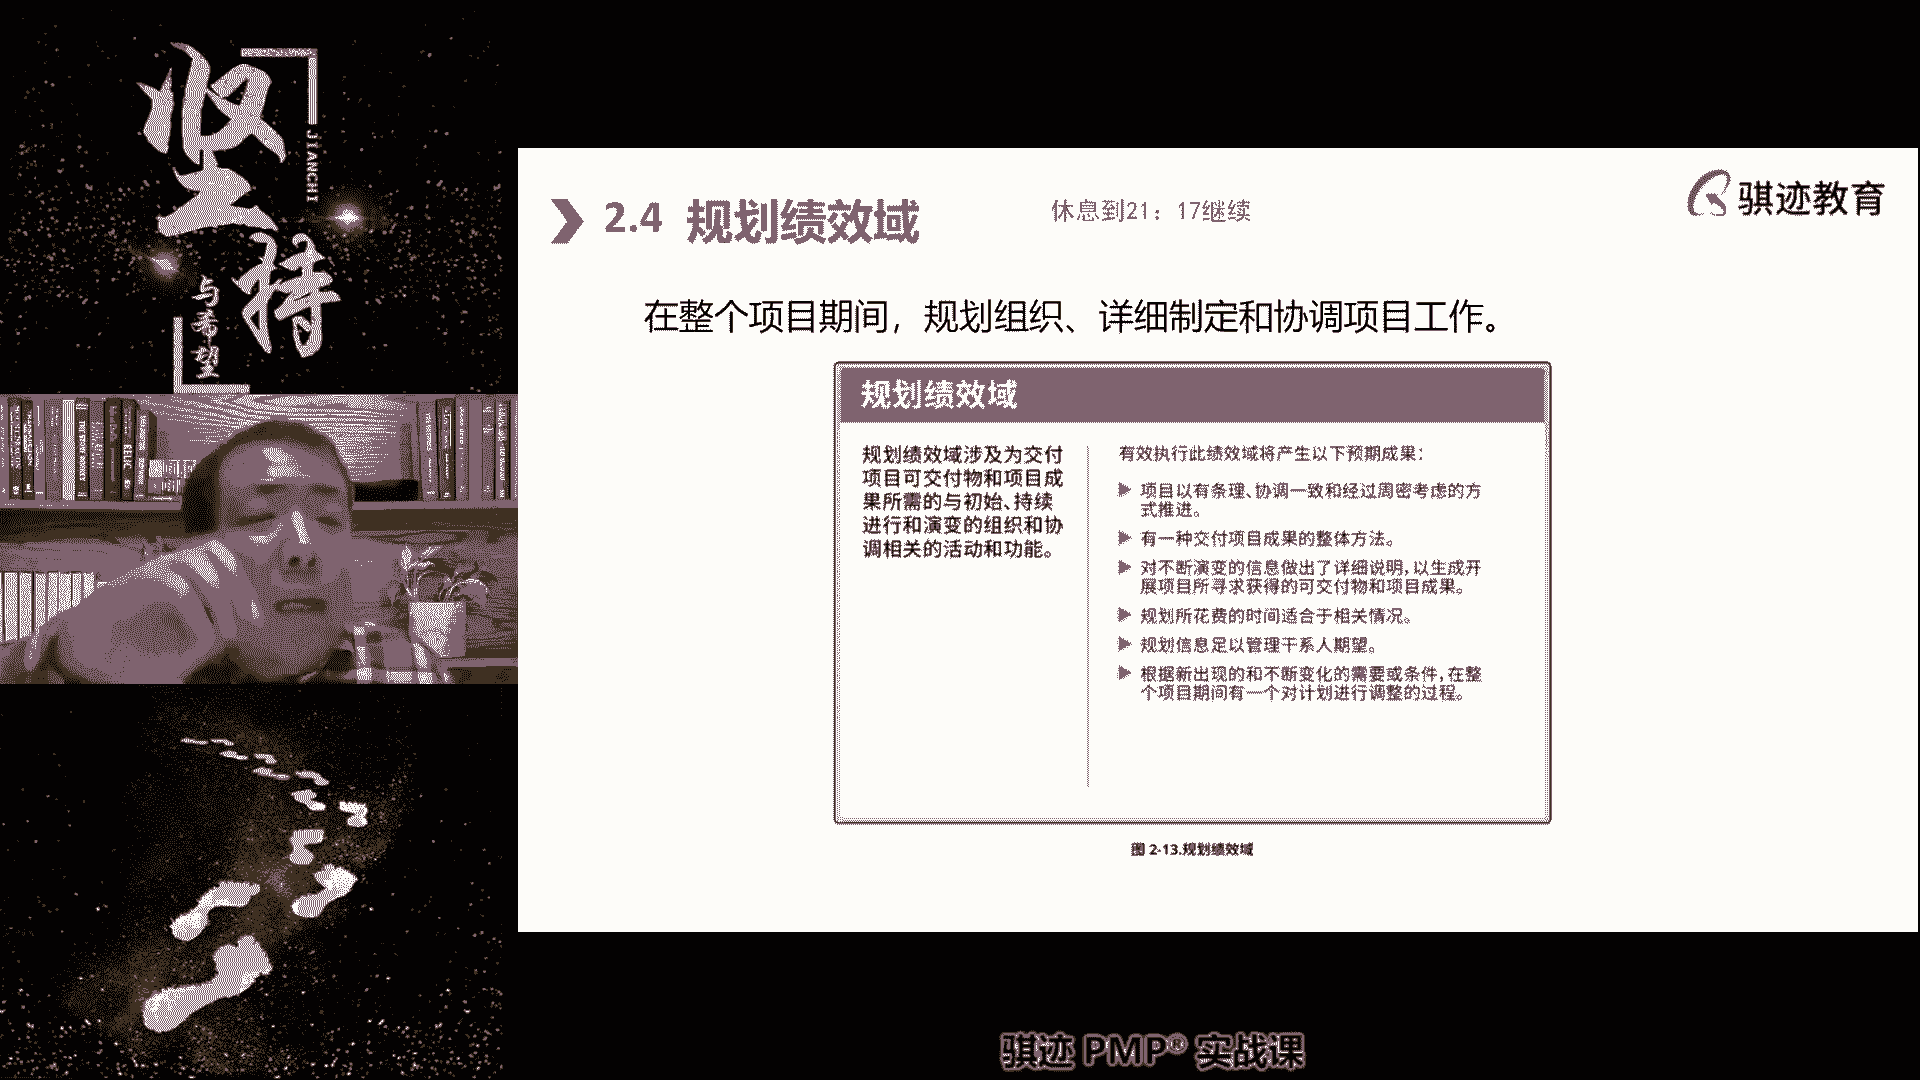 坚持
JIANCHI
与希望
2.4 规划绩效域
休息到21：17继续
骐迹教育
在整个项目期间，规划组织、详细制定和协调项目工作。
规划绩效域
规划绩效域涉及为交付
项目可交付物和项目成
果所需的与初始、持续
进行和演变的组织和协
调相关的活动和功能。
有效执行此绩效域将产生以下预期成果：
项目以有条理、协调一致和经过周密考虑的方
式推进。
有一种交付项目成果的整体方法。
对不断演变的信息做出了详细说明，以生成开
展项目所寻求获得的可交付物和项目成果。
规划所花费的时间适合于相关情况。
规划信息足以管理干系人期望。
根据新出现的和不断变化的需要或条件，在整
个项目期间有一个对计划进行调整的过程。
图 2-13.规划绩效域
骐迹 PMP® 实战课